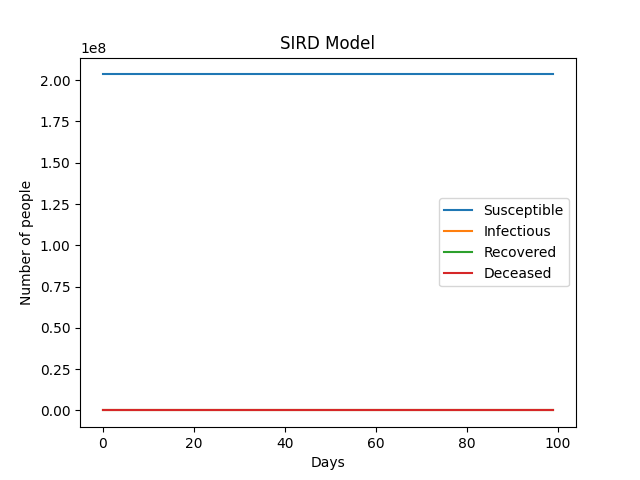 SIRD Model
1e8
2.00
1.75
1.50
1.25
1.00
0.75
0.50
0.25
0.00
Number of people
Susceptible
Infectious
Recovered
Deceased
0 20 40 60 80 100
Days